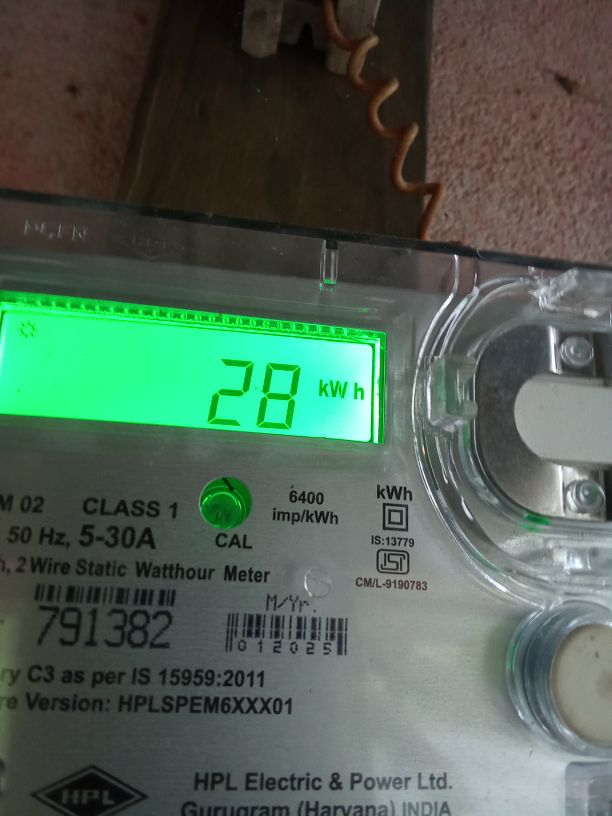 28 kWh
M 02 CLASS 1
6400 imp/kWh
kWh
50 Hz, 5-30A
CAL
IS:13779
ISI
CM/L-9190783
2 Wire Static Watthour Meter
M/Yr.
791382
012025
C3 as per IS 15959:2011
Version: HPLSPEM6XXX01
HPL
HPL Electric & Power Ltd.
Gurugram (Haryana) INDIA